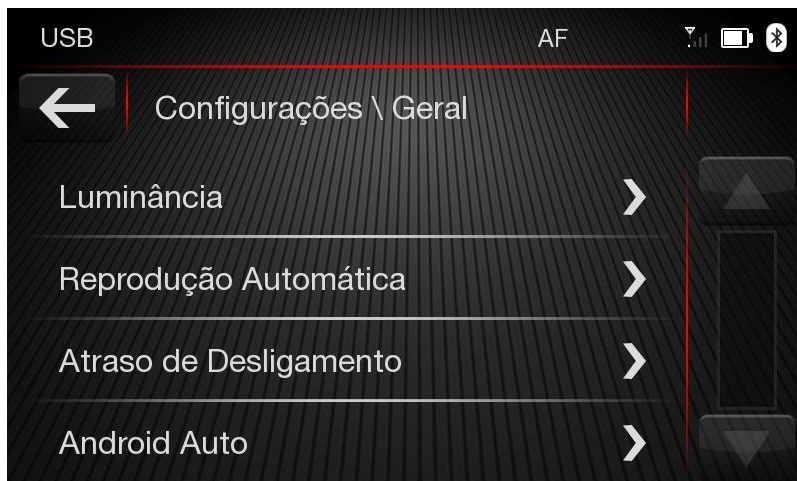 USB AF
Configurações \ Geral
Luminância
Reprodução Automática
Atraso de Desligamento
Android Auto